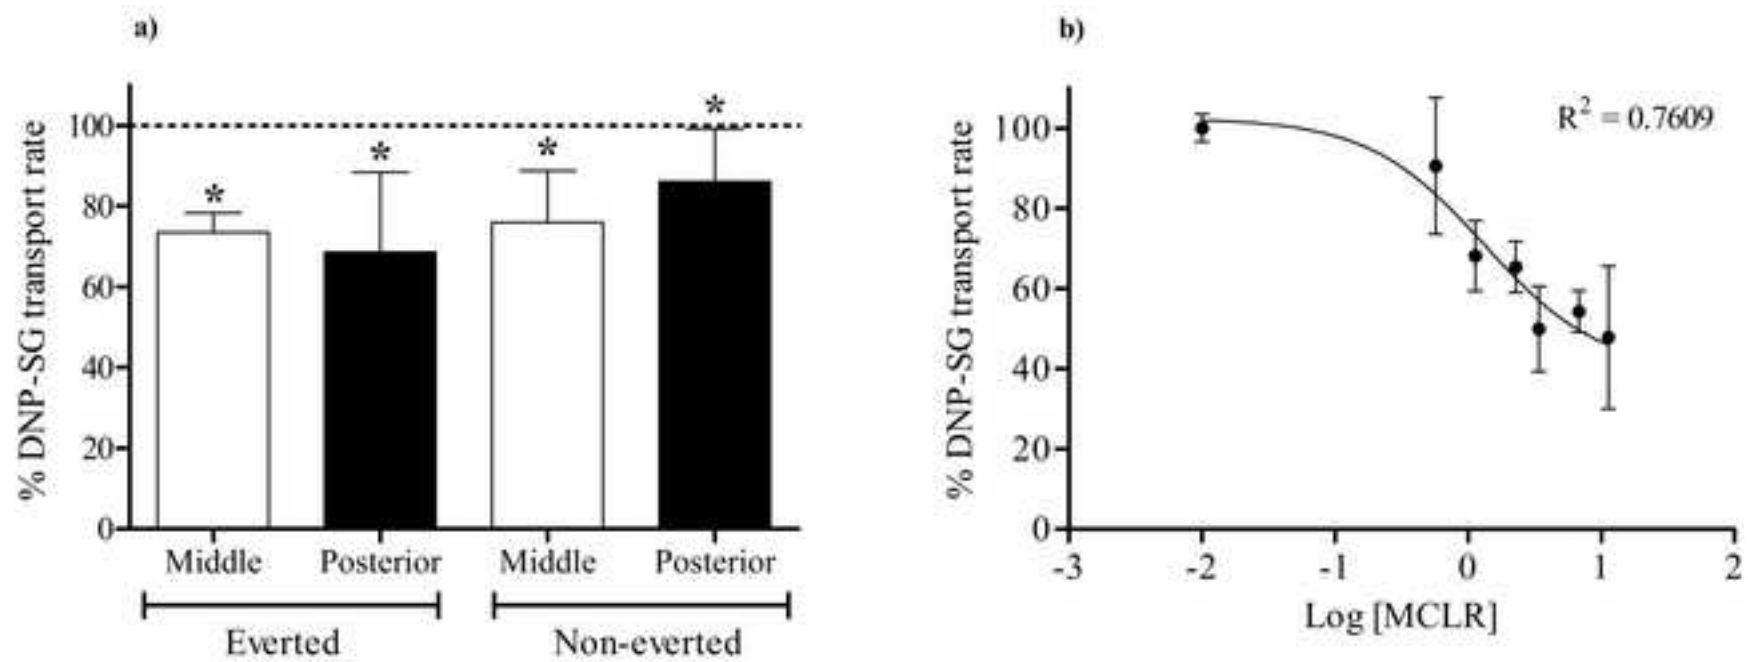 a)
% DNP-SG transport rate
100
80
60
40
20
0
* * * *
Middle Posterior Middle Posterior
Everted Non-everted
b)
R² = 0.7609
% DNP-SG transport rate
100
80
60
40
20
0
-3 -2 -1 0 1 2
Log [MCLR]